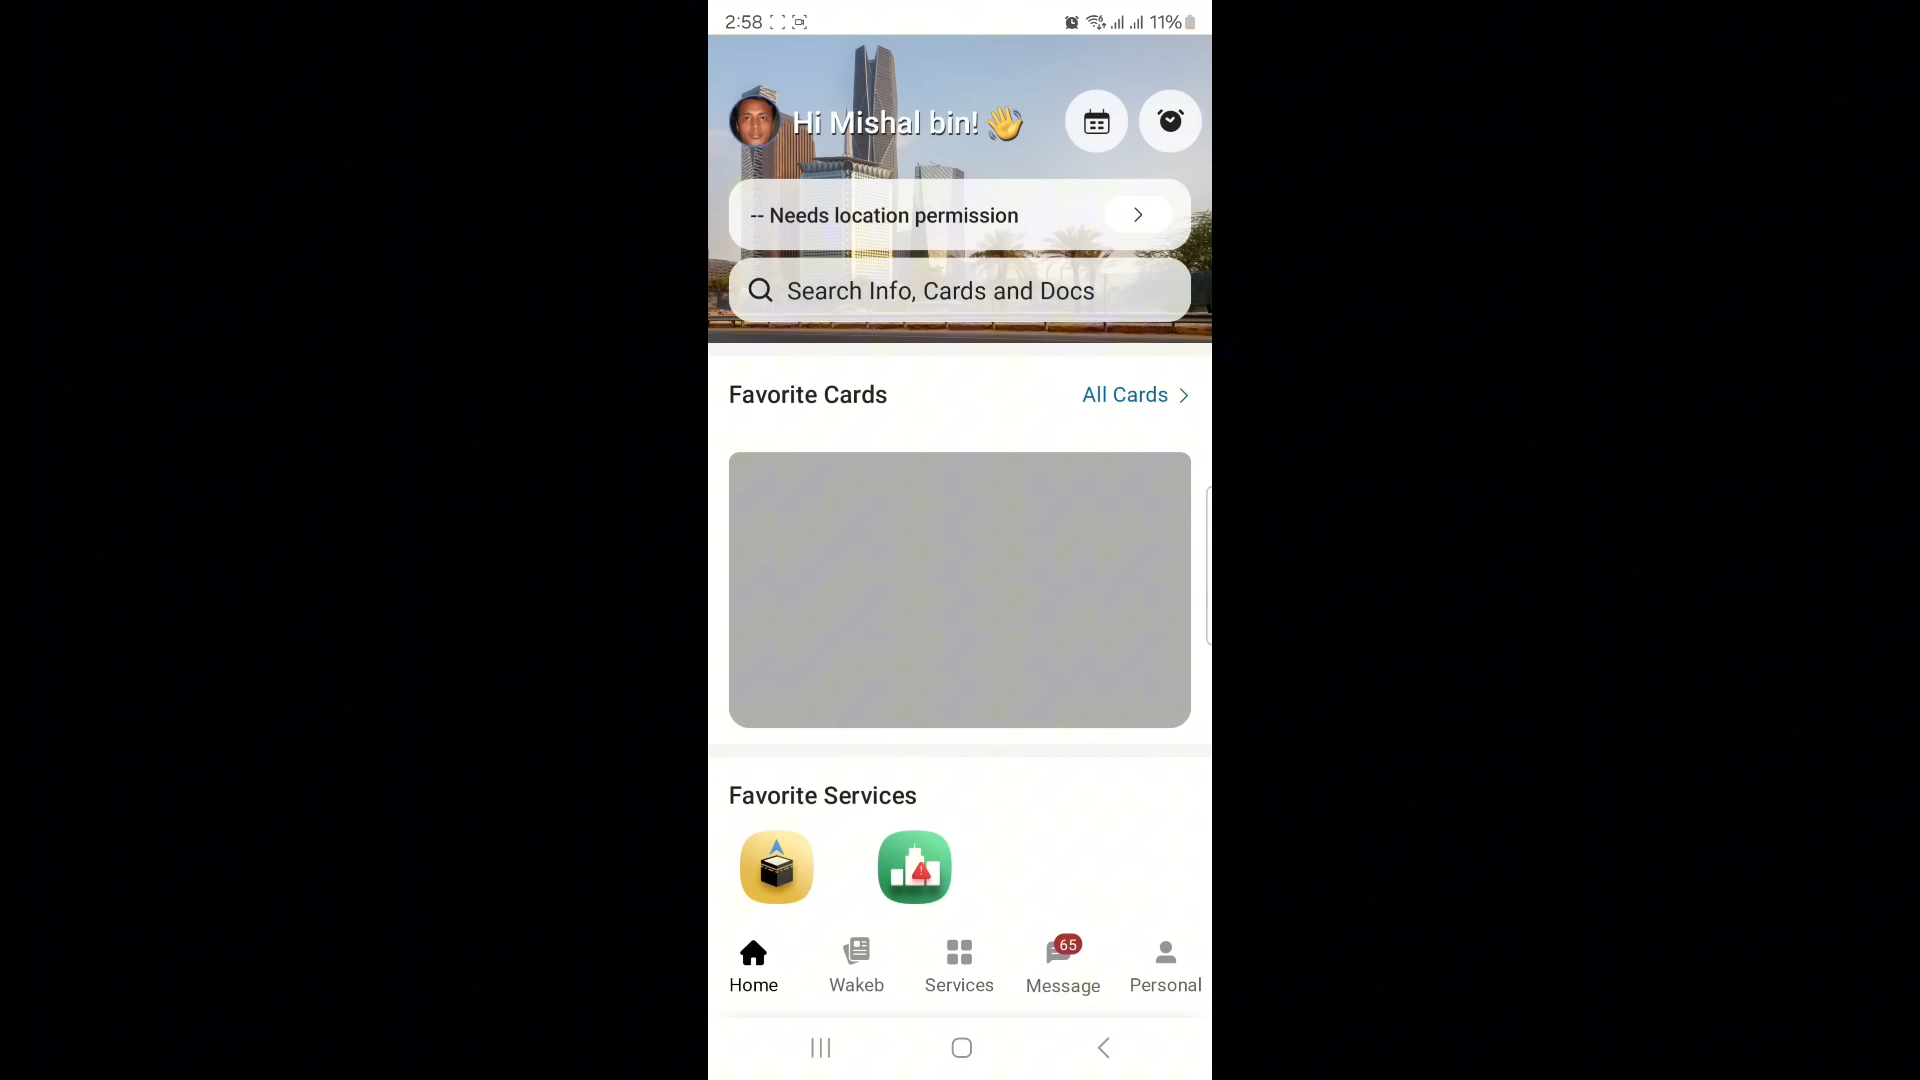 2:58
11%
Hi Mishal bin! 👋
-- Needs location permission
Search Info, Cards and Docs
Favorite Cards
All Cards
Favorite Services
65
Home
Wakeb
Services
Message
Personal